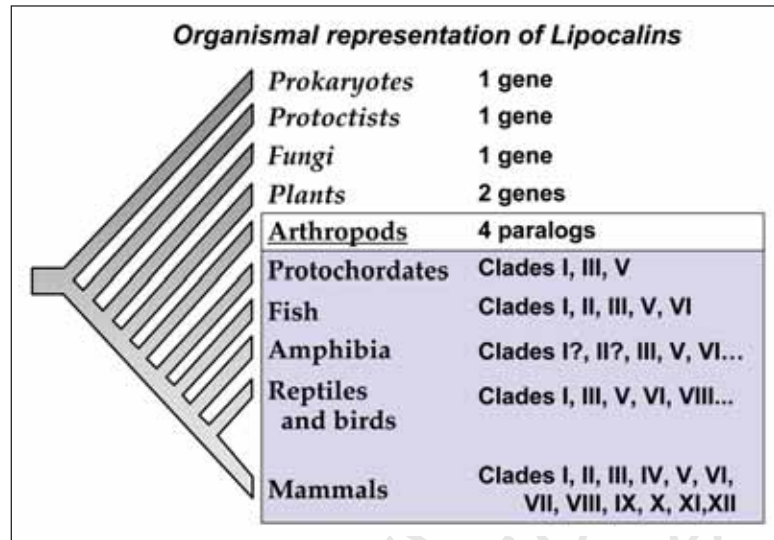 Organismal representation of Lipocalins
Prokaryotes 1 gene
Protoctists 1 gene
Fungi 1 gene
Plants 2 genes
Arthropods 4 paralogs
Protochordates Clades I, III, V
Fish Clades I, II, III, V, VI
Amphibia Clades I?, II?, III, V, VI...
Reptiles Clades I, III, V, VI, VIII...
and birds
Mammals Clades I, II, III, IV, V, VI,
VII, VIII, IX, X, XI,XII